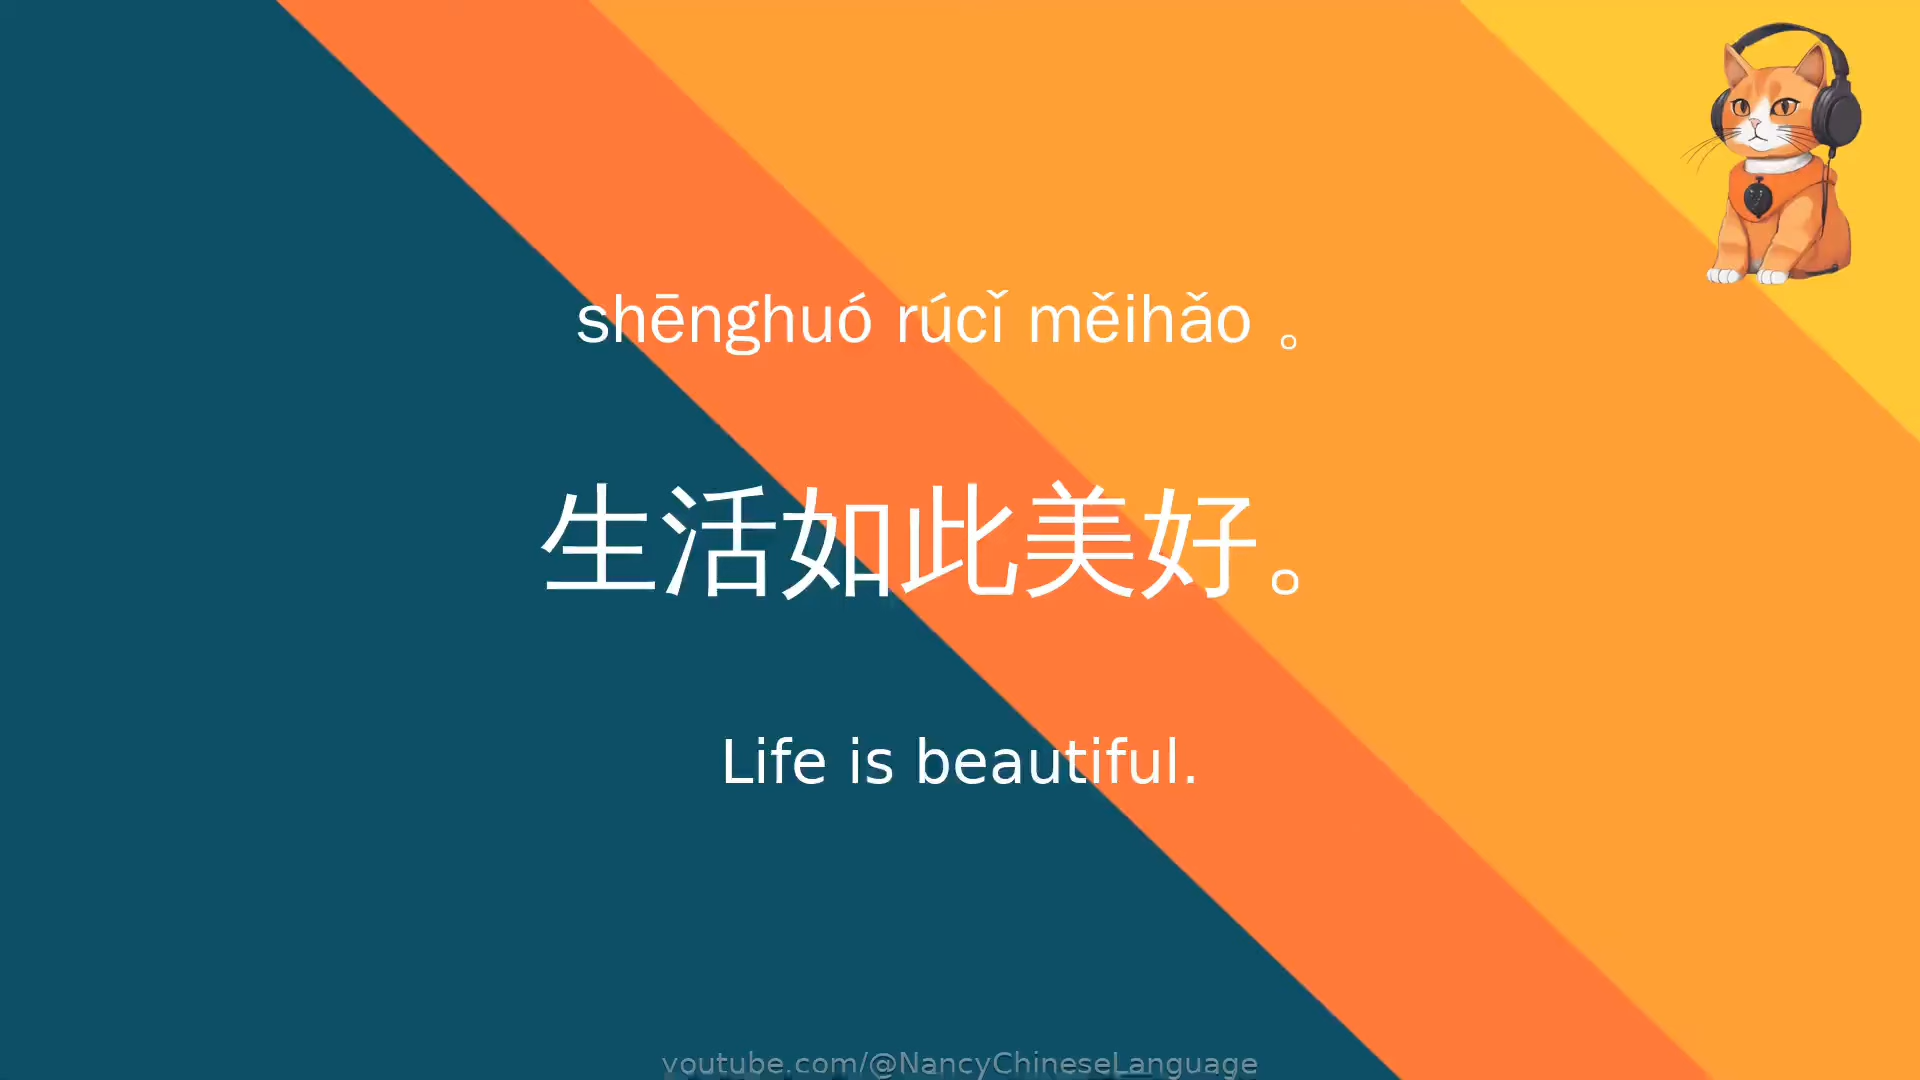 shēnghuó rúcǐ měihǎo 。
生活如此美好。
Life is beautiful.
youtube.com/@NancyChineseLanguage